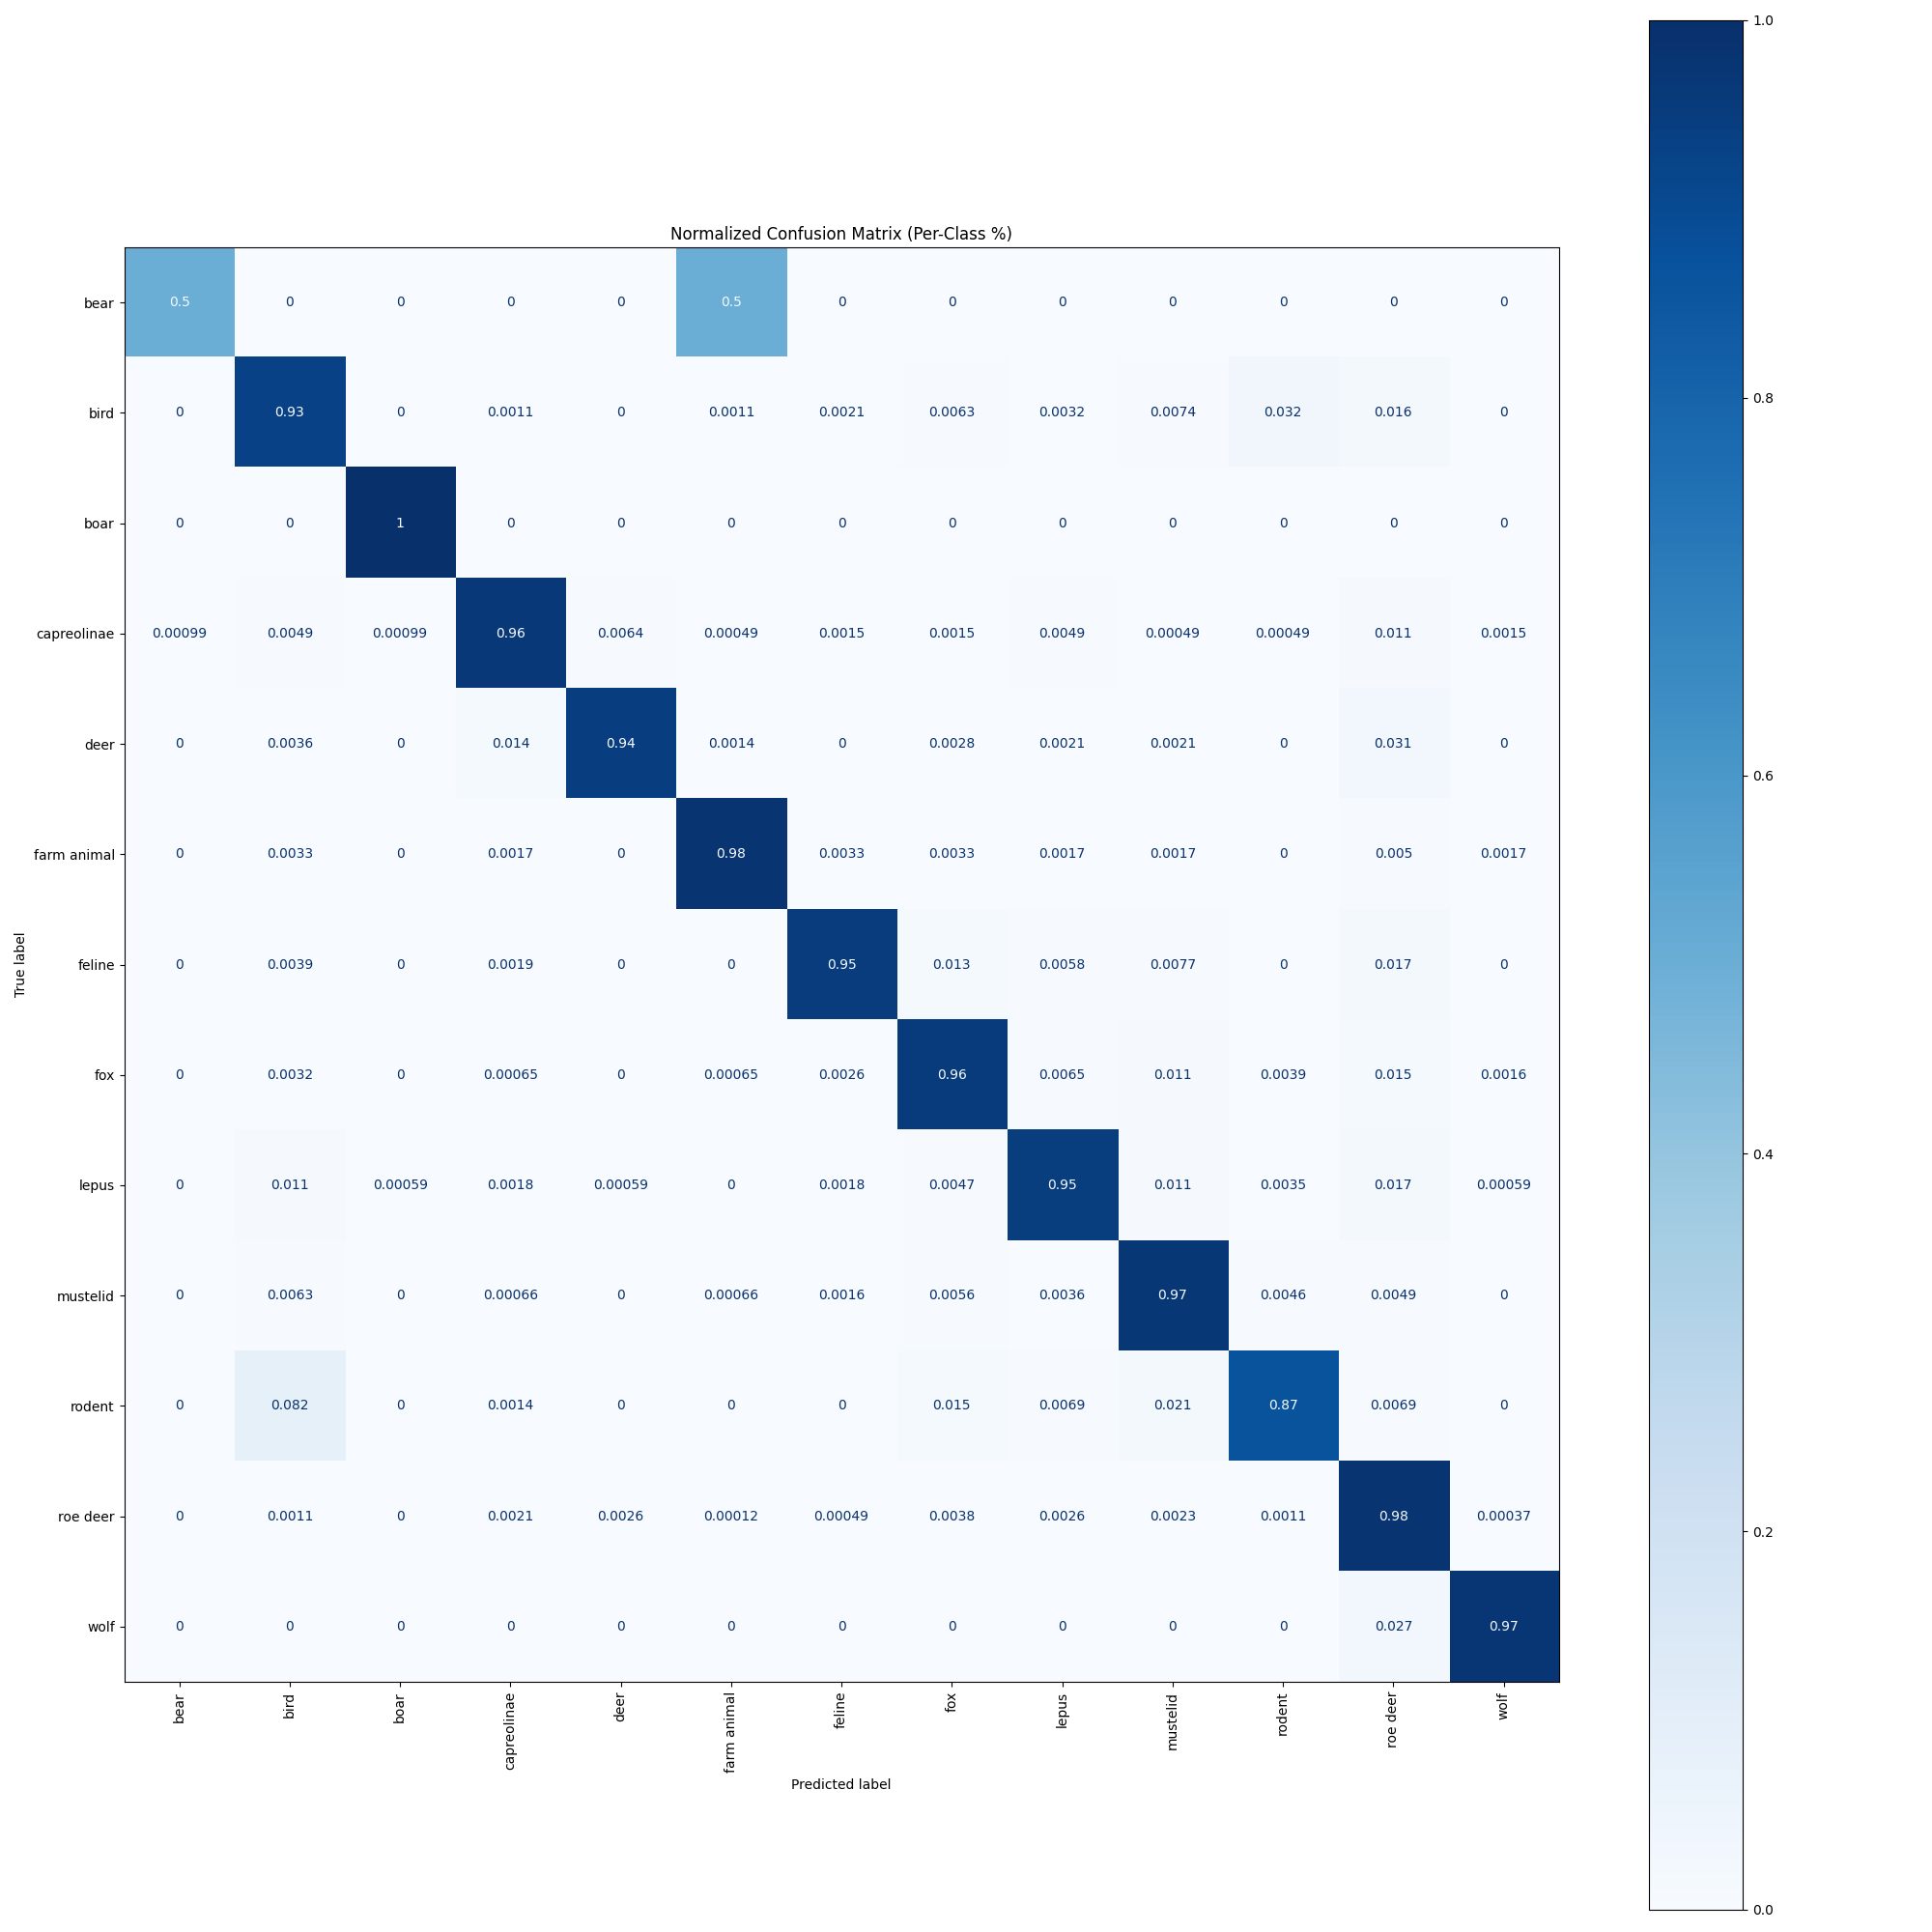 1.0
Normalized Confusion Matrix (Per-Class %)
bear 0.5 0 0 0 0 0.5 0 0 0 0 0 0 0
bird 0 0.93 0 0.0011 0 0.0011 0.0021 0.0063 0.0032 0.0074 0.032 0.016 0
0.8
boar 0 0 1 0 0 0 0 0 0 0 0 0 0
capreolinae 0.00099 0.0049 0.00099 0.96 0.0064 0.00049 0.0015 0.0015 0.0049 0.00049 0.00049 0.011 0.0015
deer 0 0.0036 0 0.014 0.94 0.0014 0 0.0028 0.0021 0.0021 0 0.031 0
0.6
farm animal 0 0.0033 0 0.0017 0 0.98 0.0033 0.0033 0.0017 0.0017 0 0.005 0.0017
True label
feline 0 0.0039 0 0.0019 0 0 0.95 0.013 0.0058 0.0077 0 0.017 0
fox 0 0.0032 0 0.00065 0 0.00065 0.0026 0.96 0.0065 0.011 0.0039 0.015 0.0016
0.4
lepus 0 0.011 0.00059 0.0018 0.00059 0 0.0018 0.0047 0.95 0.011 0.0035 0.017 0.00059
mustelid 0 0.0063 0 0.00066 0 0.00066 0.0016 0.0056 0.0036 0.97 0.0046 0.0049 0
rodent 0 0.082 0 0.0014 0 0 0 0.015 0.0069 0.021 0.87 0.0069 0
roe deer 0 0.0011 0 0.0021 0.0026 0.00012 0.00049 0.0038 0.0026 0.0023 0.0011 0.98 0.00037
0.2
wolf 0 0 0 0 0 0 0 0 0 0 0 0.027 0.97
bear bird boar capreolinae deer farm animal feline fox lepus mustelid rodent roe deer wolf
Predicted label
0.0